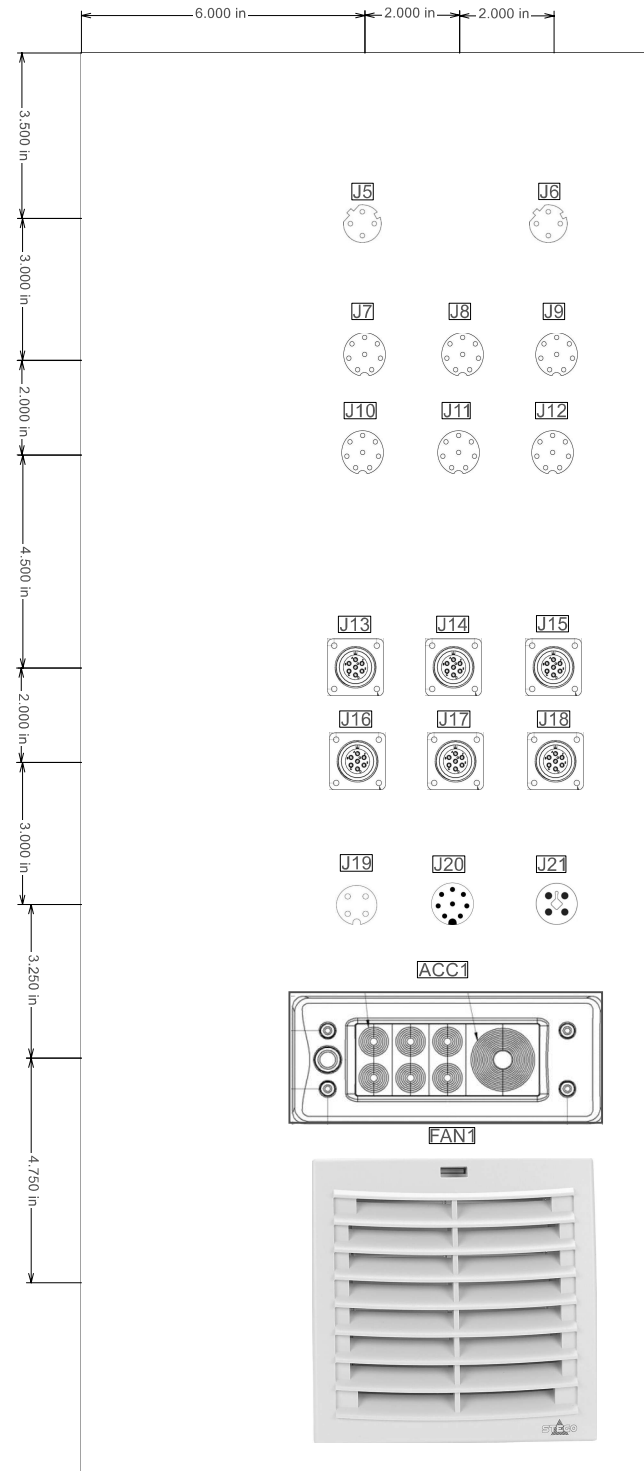 6.000 in 2.000 in 2.000 in
3.500 in
J5 J6
3.000 in
J7 J8 J9
2.000 in
J10 J11 J12
4.500 in
J13 J14 J15
2.000 in
J16 J17 J18
3.000 in
J19 J20 J21
3.250 in
ACC1
FAN1
4.750 in
STEGO